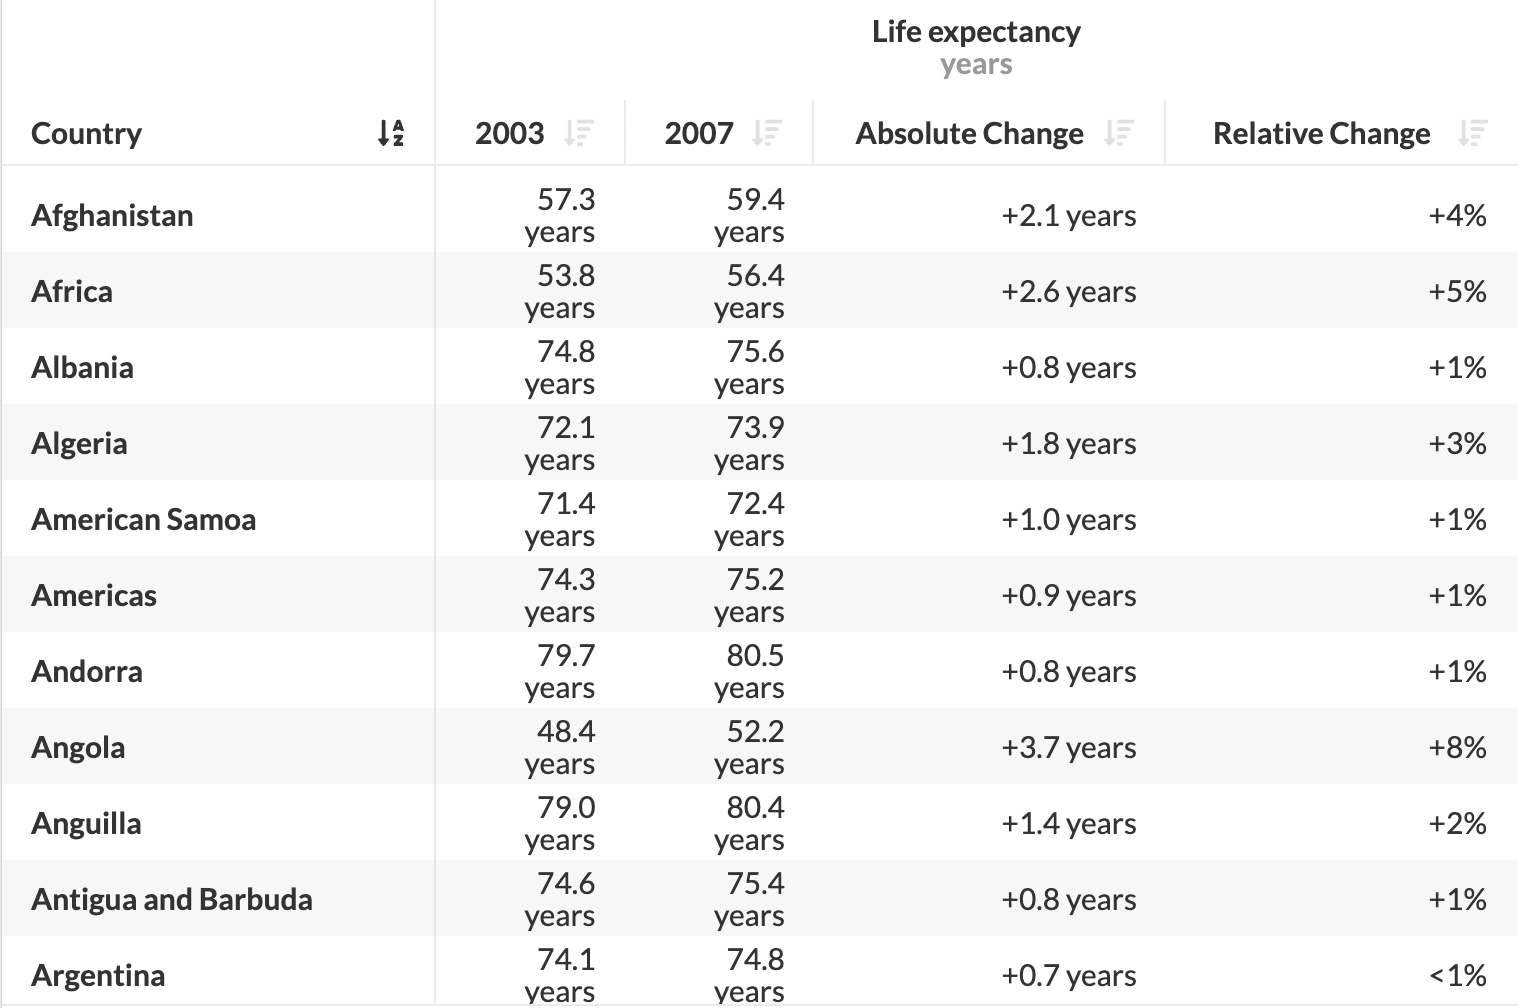 Life expectancy
years
Country 2003 2007 Absolute Change Relative Change
57.3 59.4
Afghanistan +2.1 years +4%
years years
53.8 56.4
Africa +2.6 years +5%
years years
74.8 75.6
Albania +0.8 years +1%
years years
72.1 73.9
Algeria +1.8 years +3%
years years
71.4 72.4
American Samoa +1.0 years +1%
years years
74.3 75.2
Americas +0.9 years +1%
years years
79.7 80.5
Andorra +0.8 years +1%
years years
48.4 52.2
Angola +3.7 years +8%
years years
79.0 80.4
Anguilla +1.4 years +2%
years years
74.6 75.4
Antigua and Barbuda +0.8 years +1%
years years
74.1 74.8
Argentina +0.7 years <1%
years years